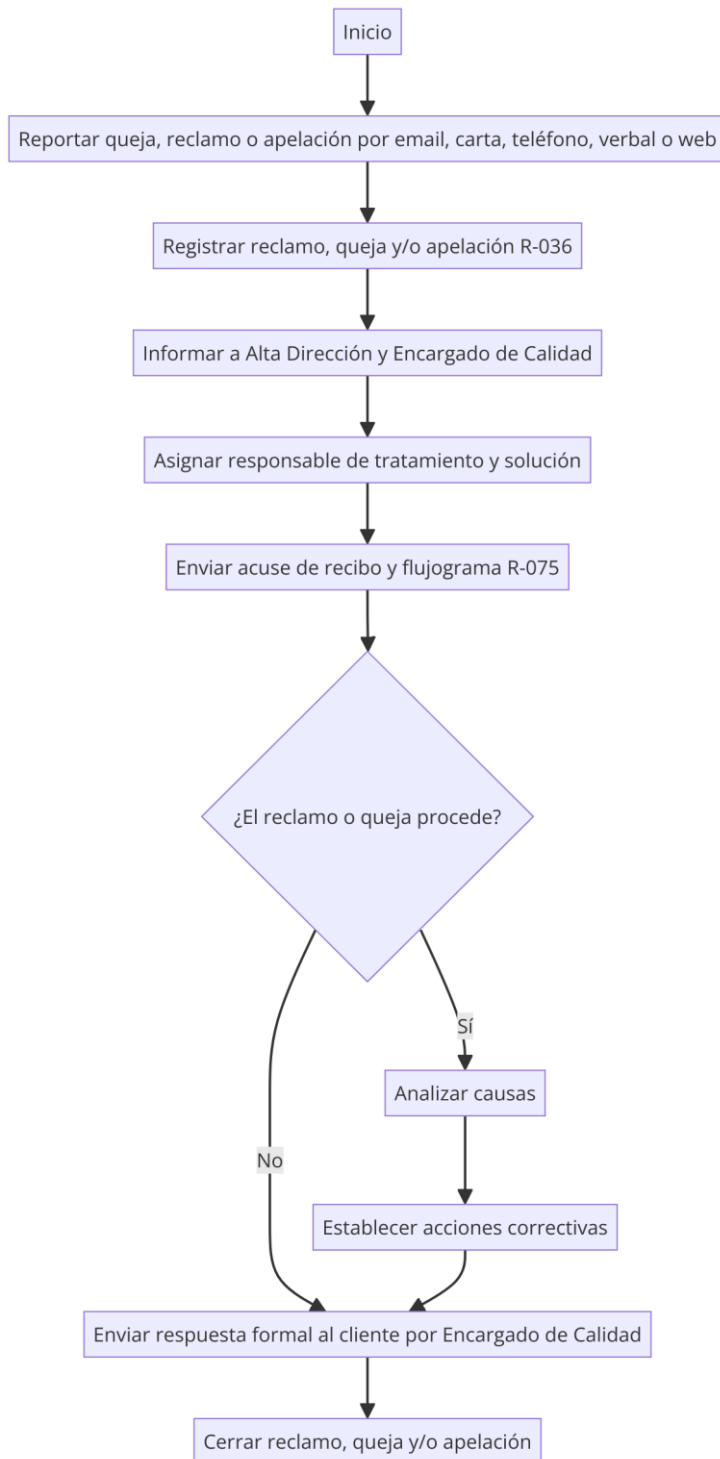 Inicio
Reportar queja, reclamo o apelación por email, carta, teléfono, verbal o web
Registrar reclamo, queja y/o apelación R-036
Informar a Alta Dirección y Encargado de Calidad
Asignar responsable de tratamiento y solución
Enviar acuse de recibo y flujograma R-075
¿El reclamo o queja procede?
Sí
Analizar causas
No
Establecer acciones correctivas
Enviar respuesta formal al cliente por Encargado de Calidad
Cerrar reclamo, queja y/o apelación